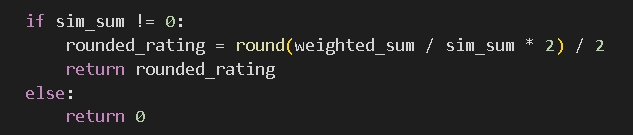 if sim_sum != 0:
    rounded_rating = round(weighted_sum / sim_sum * 2) / 2
    return rounded_rating
else:
    return 0